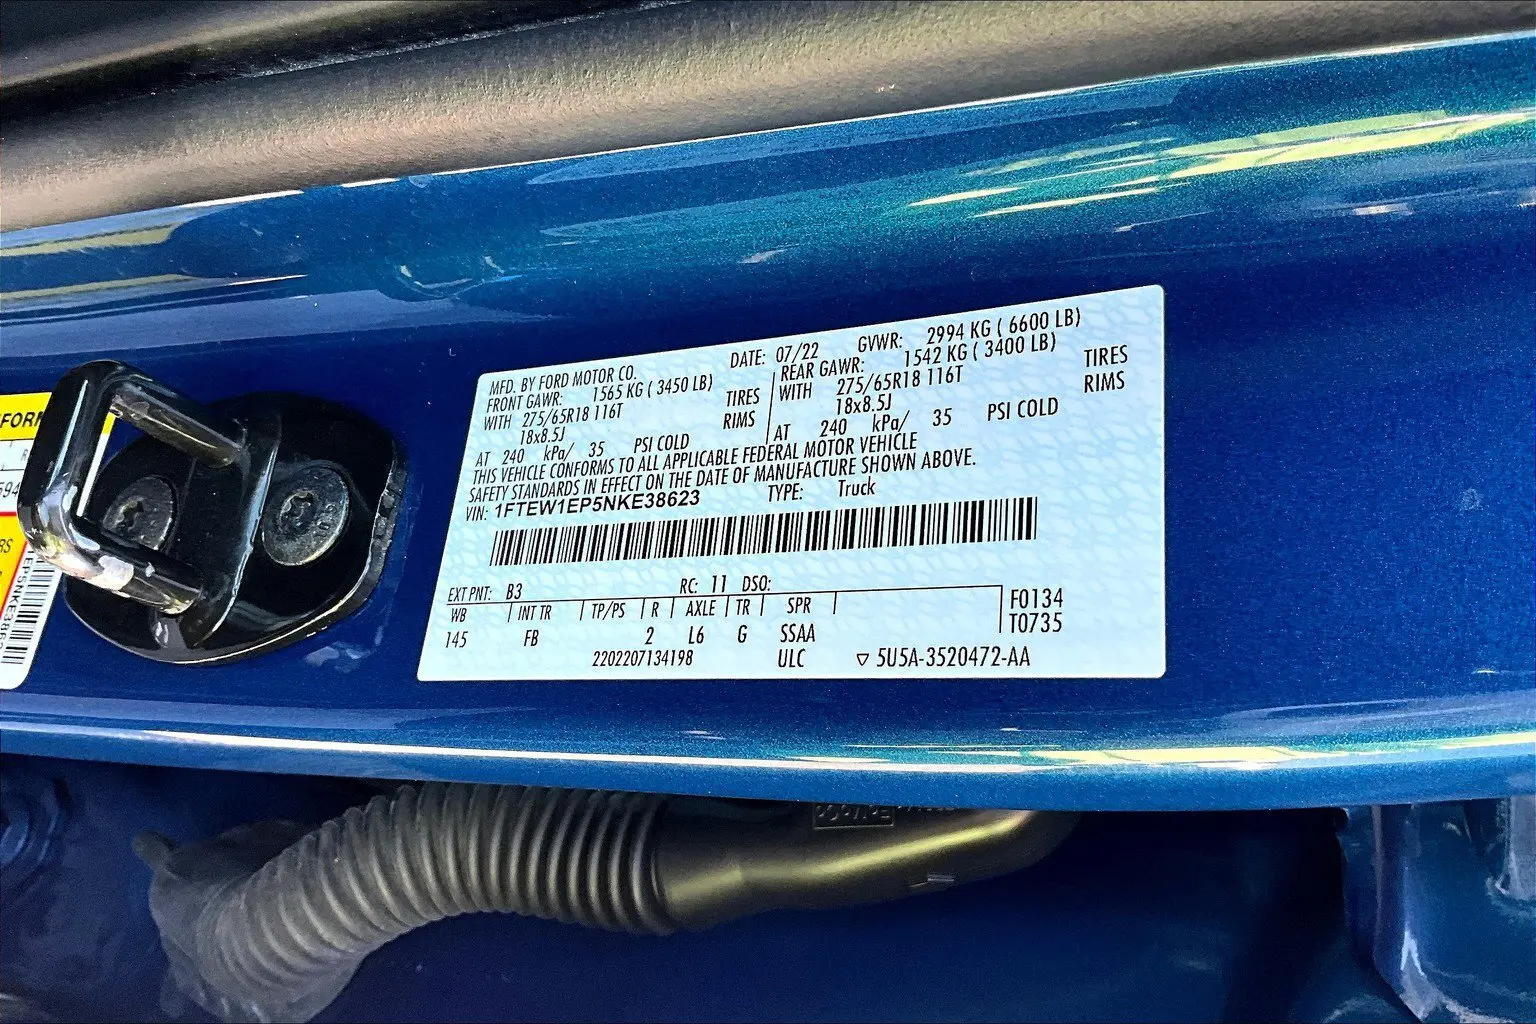 MFD. BY FORD MOTOR CO.
DATE: 07/22
GVWR: 2994 KG ( 6600 LB)
FRONT GAWR: 1565 KG ( 3450 LB)
WITH 275/65R18 116T TIRES
18x8.5J RIMS
AT 240 kPa/ 35 PSI COLD
REAR GAWR: 1542 KG ( 3400 LB)
WITH 275/65R18 116T TIRES
18x8.5J RIMS
AT 240 kPa/ 35 PSI COLD
THIS VEHICLE CONFORMS TO ALL APPLICABLE FEDERAL MOTOR VEHICLE
SAFETY STANDARDS IN EFFECT ON THE DATE OF MANUFACTURE SHOWN ABOVE.
VIN: 1FTEW1EP5NKE38623 TYPE: Truck
EXT PNT: B3 RC: 11 DSO:
WB INT TR TP/PS R AXLE TR SPR F0134
145 FB 2 L6 G SSAA T0735
2202207134198 ULC ▽ 5U5A-3520472-AA